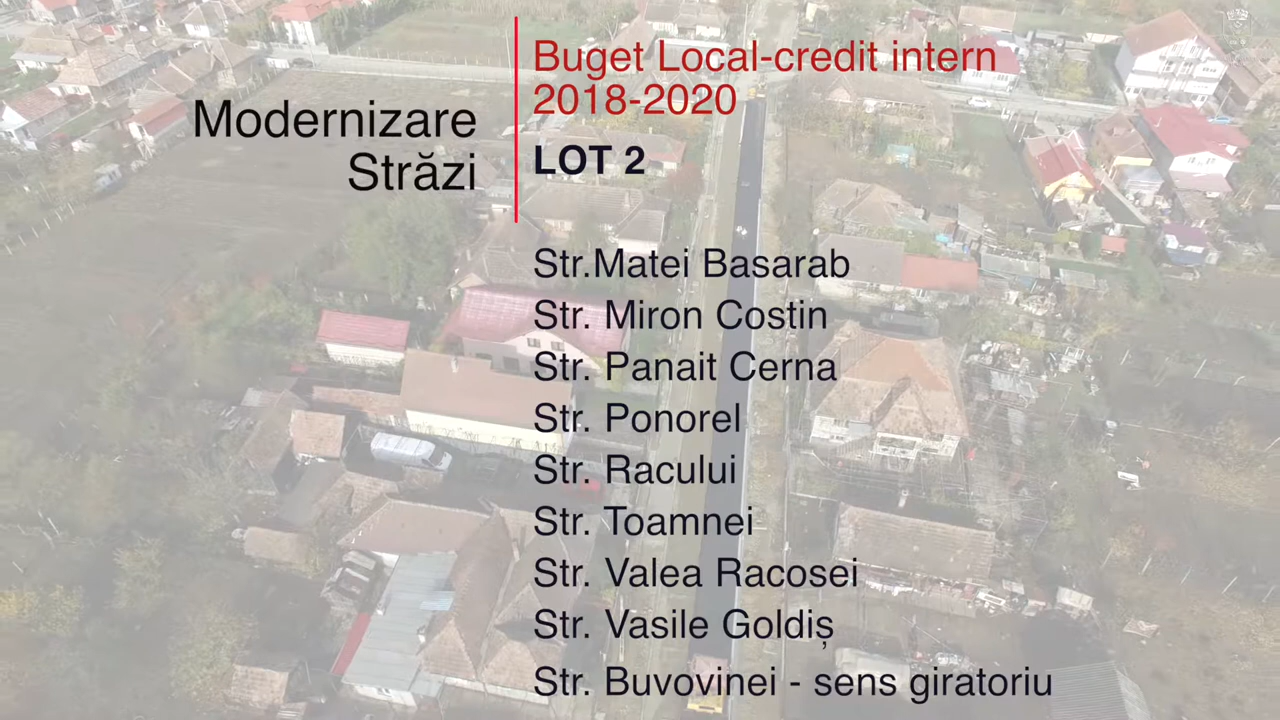 Modernizare
Străzi
Buget Local-credit intern
2018-2020
LOT 2
Str.Matei Basarab
Str. Miron Costin
Str. Panait Cerna
Str. Ponorel
Str. Racului
Str. Toamnei
Str. Valea Racosei
Str. Vasile Goldiș
Str. Buvovinei - sens giratoriu